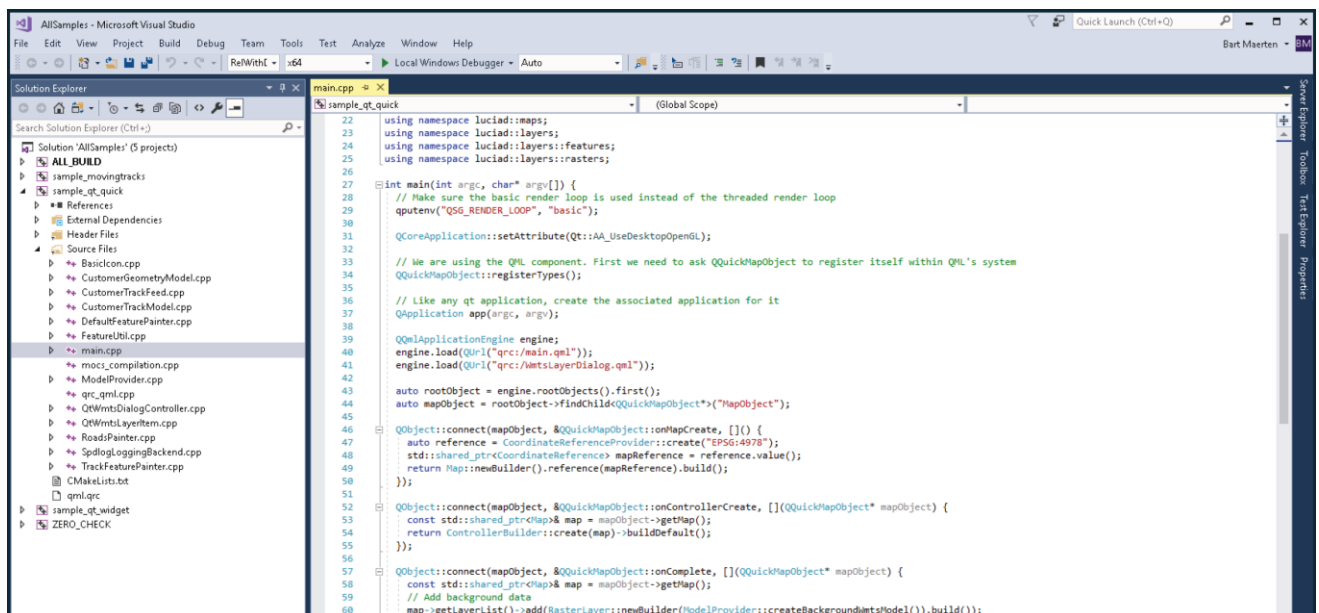 AllSamples - Microsoft Visual Studio
Quick Launch (Ctrl+Q)
File Edit View Project Build Debug Team Tools Test Analyze Window Help
Bart Maerten BM
RelWithI x64 Local Windows Debugger Auto
Solution Explorer
Search Solution Explorer (Ctrl+;)
Solution 'AllSamples' (5 projects)
ALL_BUILD
sample_movingtracks
sample_qt_quick
References
External Dependencies
Header Files
Source Files
BasicIcon.cpp
CustomerGeometryModel.cpp
CustomerTrackFeed.cpp
CustomerTrackModel.cpp
DefaultFeaturePainter.cpp
FeatureUtil.cpp
main.cpp
mocs_compilation.cpp
ModelProvider.cpp
qrc_qml.cpp
QtWmtsDialogController.cpp
QtWmtsLayerItem.cpp
RoadsPainter.cpp
SpdlogLoggingBackend.cpp
TrackFeaturePainter.cpp
CMakeLists.txt
qml.qrc
sample_qt_widget
ZERO_CHECK
main.cpp
sample_qt_quick (Global Scope)
22 using namespace luciad::maps;
23 using namespace luciad::layers;
24 using namespace luciad::layers::features;
25 using namespace luciad::layers::rasters;
26
27 int main(int argc, char* argv[]) {
28 // Make sure the basic render loop is used instead of the threaded render loop
29 qputenv("QSG_RENDER_LOOP", "basic");
30
31 QCoreApplication::setAttribute(Qt::AA_UseDesktopOpenGL);
32
33 // We are using the QML component. First we need to ask QQuickMapObject to register itself within QML's system
34 QQuickMapObject::registerTypes();
35
36 // Like any qt application, create the associated application for it
37 QApplication app(argc, argv);
38
39 QQmlApplicationEngine engine;
40 engine.load(QUrl("qrc:/main.qml"));
41 engine.load(QUrl("qrc:/WmtsLayerDialog.qml"));
42
43 auto rootObject = engine.rootObjects().first();
44 auto mapObject = rootObject->findChild<QQuickMapObject*>("MapObject");
45
46 QObject::connect(mapObject, &QQuickMapObject::onMapCreate, []() {
47 auto reference = CoordinateReferenceProvider::create("EPSG:4978");
48 std::shared_ptr<CoordinateReference> mapReference = reference.value();
49 return Map::newBuilder().reference(mapReference).build();
50 });
51
52 QObject::connect(mapObject, &QQuickMapObject::onControllerCreate, [](QQuickMapObject* mapObject) {
53 const std::shared_ptr<Map>& map = mapObject->getMap();
54 return ControllerBuilder::create(map)->buildDefault();
55 });
56
57 QObject::connect(mapObject, &QQuickMapObject::onComplete, [](QQuickMapObject* mapObject) {
58 const std::shared_ptr<Map>& map = mapObject->getMap();
59 // Add background data
60 map->getLayerList()->add(RasterLayer::newBuilder(ModelProvider::createBackgroundWmtsModel()).build());
Server Explorer
Toolbox
Test Explorer
Properties